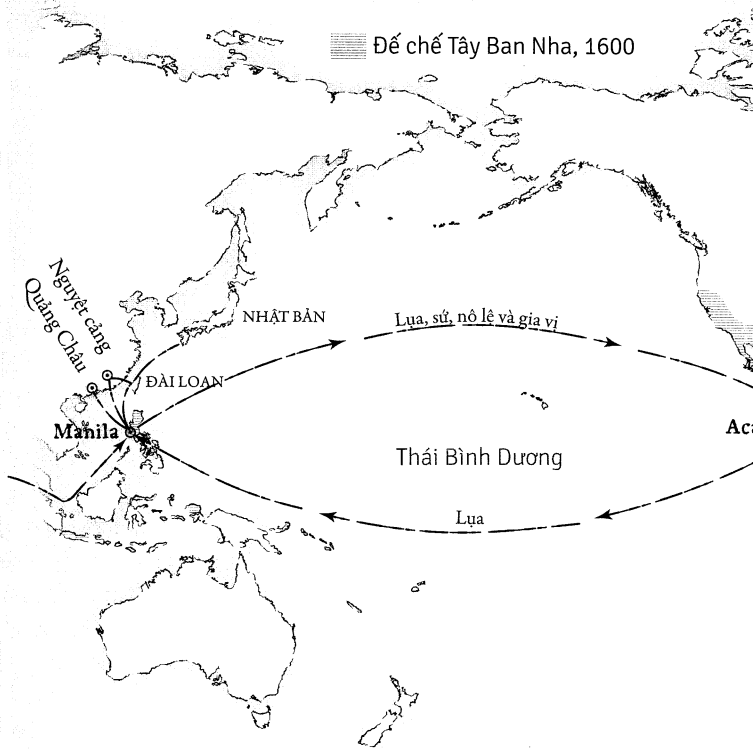 Đế chế Tây Ban Nha, 1600
Nguyệt cảng
Quảng Châu
NHẬT BẢN
Lụa, sứ, nô lệ và gia vị
ĐÀI LOAN
Manila
Aca
Thái Bình Dương
Lụa